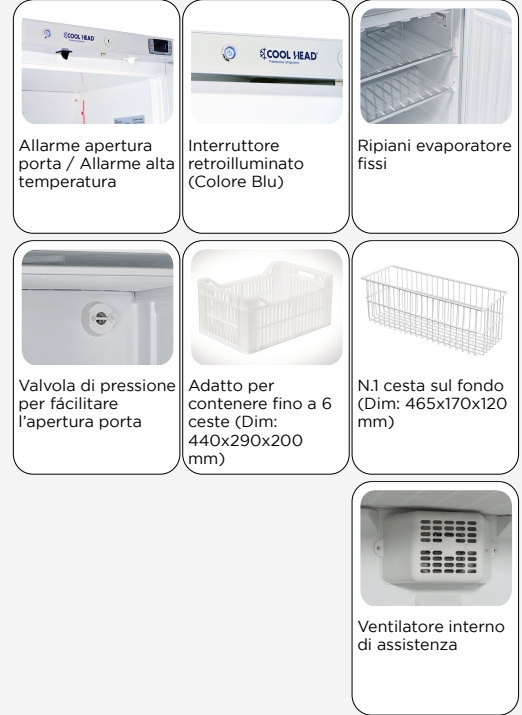 COOL HEAD
Allarme apertura
porta / Allarme alta
temperatura
COOL HEAD
Interruttore
retroilluminato
(Colore Blu)
Ripiani evaporatore
fissi
Valvola di pressione
per fácilitare
l'apertura porta
Adatto per
contenere fino a 6
ceste (Dim:
440x290x200
mm)
N.1 cesta sul fondo
(Dim: 465x170x120
mm)
Ventilatore interno
di assistenza